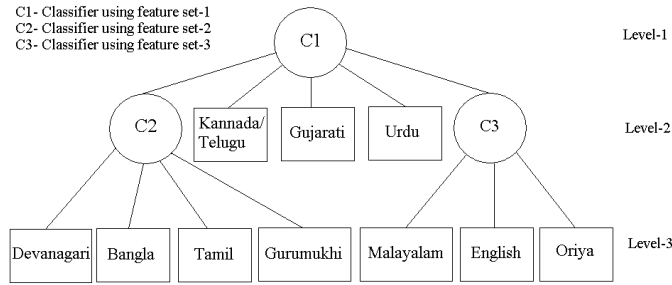 C1- Classifier using feature set-1
C2- Classifier using feature set-2
C3- Classifier using feature set-3
C1
Level-1
C2
Kannada/
Telugu
Gujarati
Urdu
C3
Level-2
Devanagari
Bangla
Tamil
Gurumukhi
Malayalam
English
Oriya
Level-3